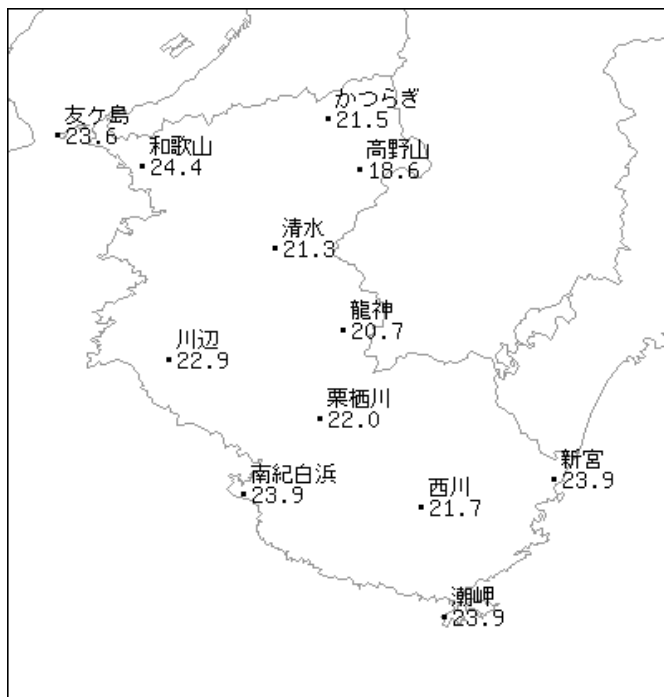 かつらぎ
21.5
友ケ島
23.6
和歌山
24.4
高野山
18.6
清水
21.3
龍神
20.7
川辺
22.9
栗栖川
22.0
新宮
23.9
南紀白浜
23.9
西川
21.7
潮岬
23.9